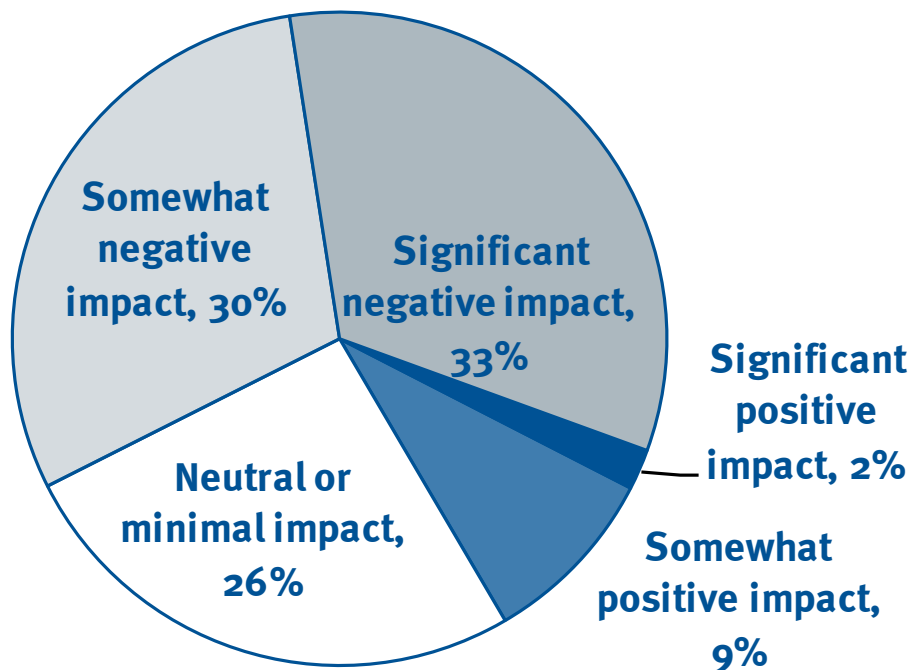 Somewhat
negative
impact, 30%
Significant
negative impact,
33%
Significant
positive
impact, 2%
Neutral or
minimal impact,
26%
Somewhat
positive impact,
9%